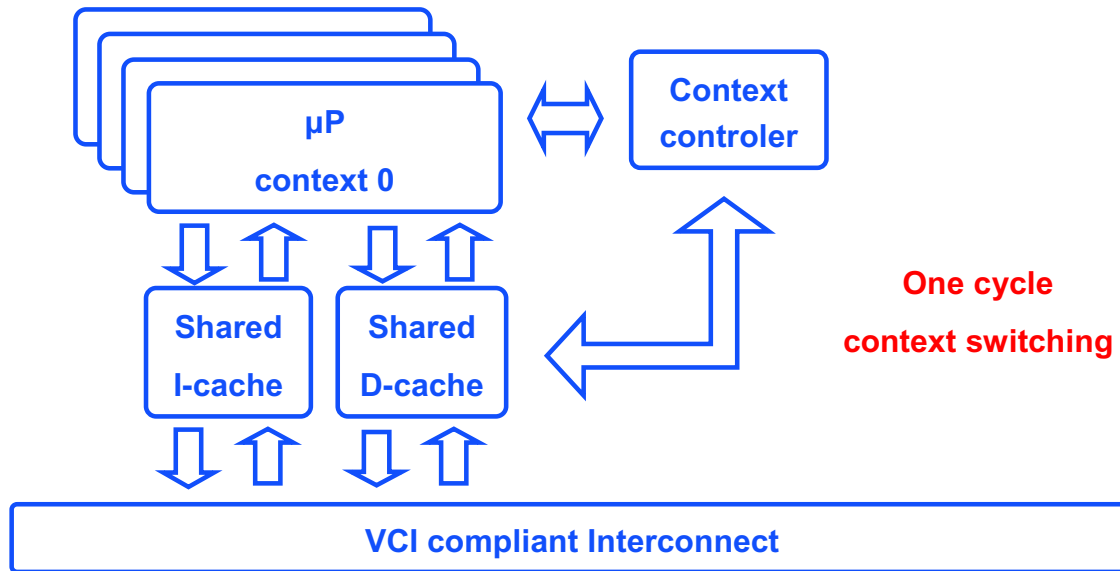 µP
context 0
Context
controler
Shared
I-cache
Shared
D-cache
One cycle
context switching
VCI compliant Interconnect